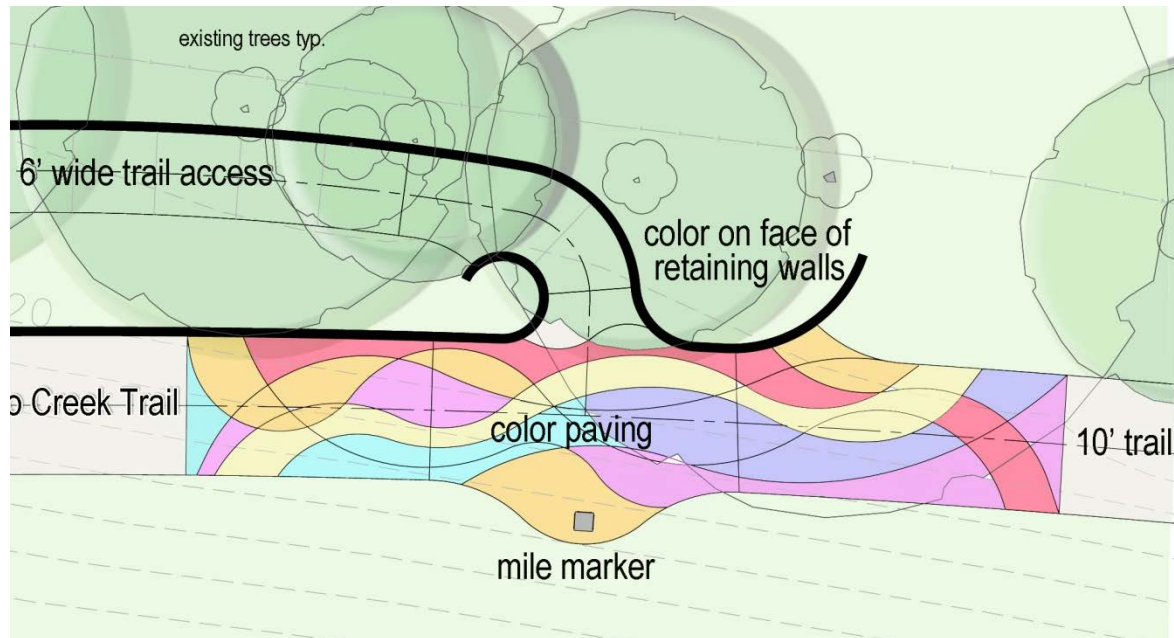 existing trees typ.
6’ wide trail access
color on face of
retaining walls
20
Creek Trail
color paving
10’ trail
mile marker